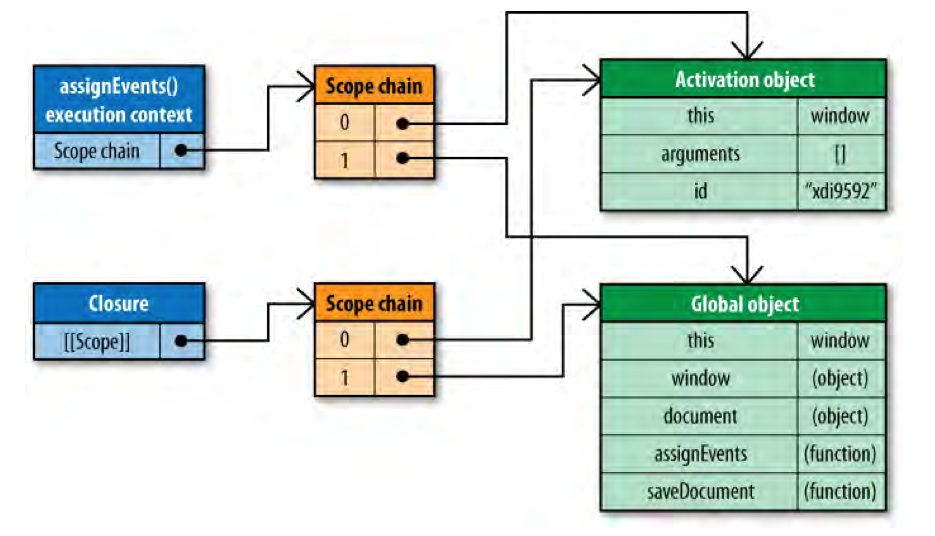 assignEvents()
execution context
Scope chain
Scope chain
0
1
Activation object
this window
arguments []
id "xdi9592"
Closure
[[Scope]]
Scope chain
0
1
Global object
this window
window (object)
document (object)
assignEvents (function)
saveDocument (function)